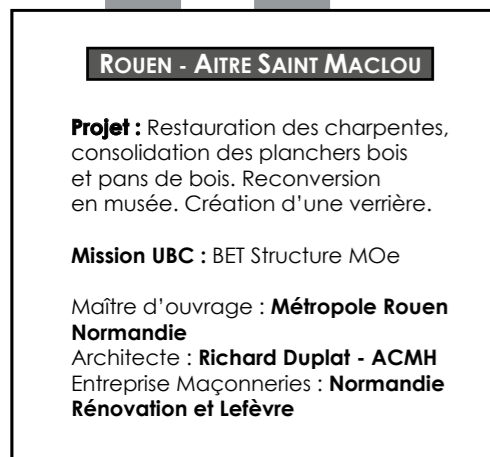 ROUEN - AITRE SAINT MACLOU
Projet : Restauration des charpentes,
consolidation des planchers bois
et pans de bois. Reconversion
en musée. Création d'une verrière.
Mission UBC : BET Structure MOe
Maître d'ouvrage : Métropole Rouen
Normandie
Architecte : Richard Duplat - ACMH
Entreprise Maçonneries : Normandie
Rénovation et Lefèvre